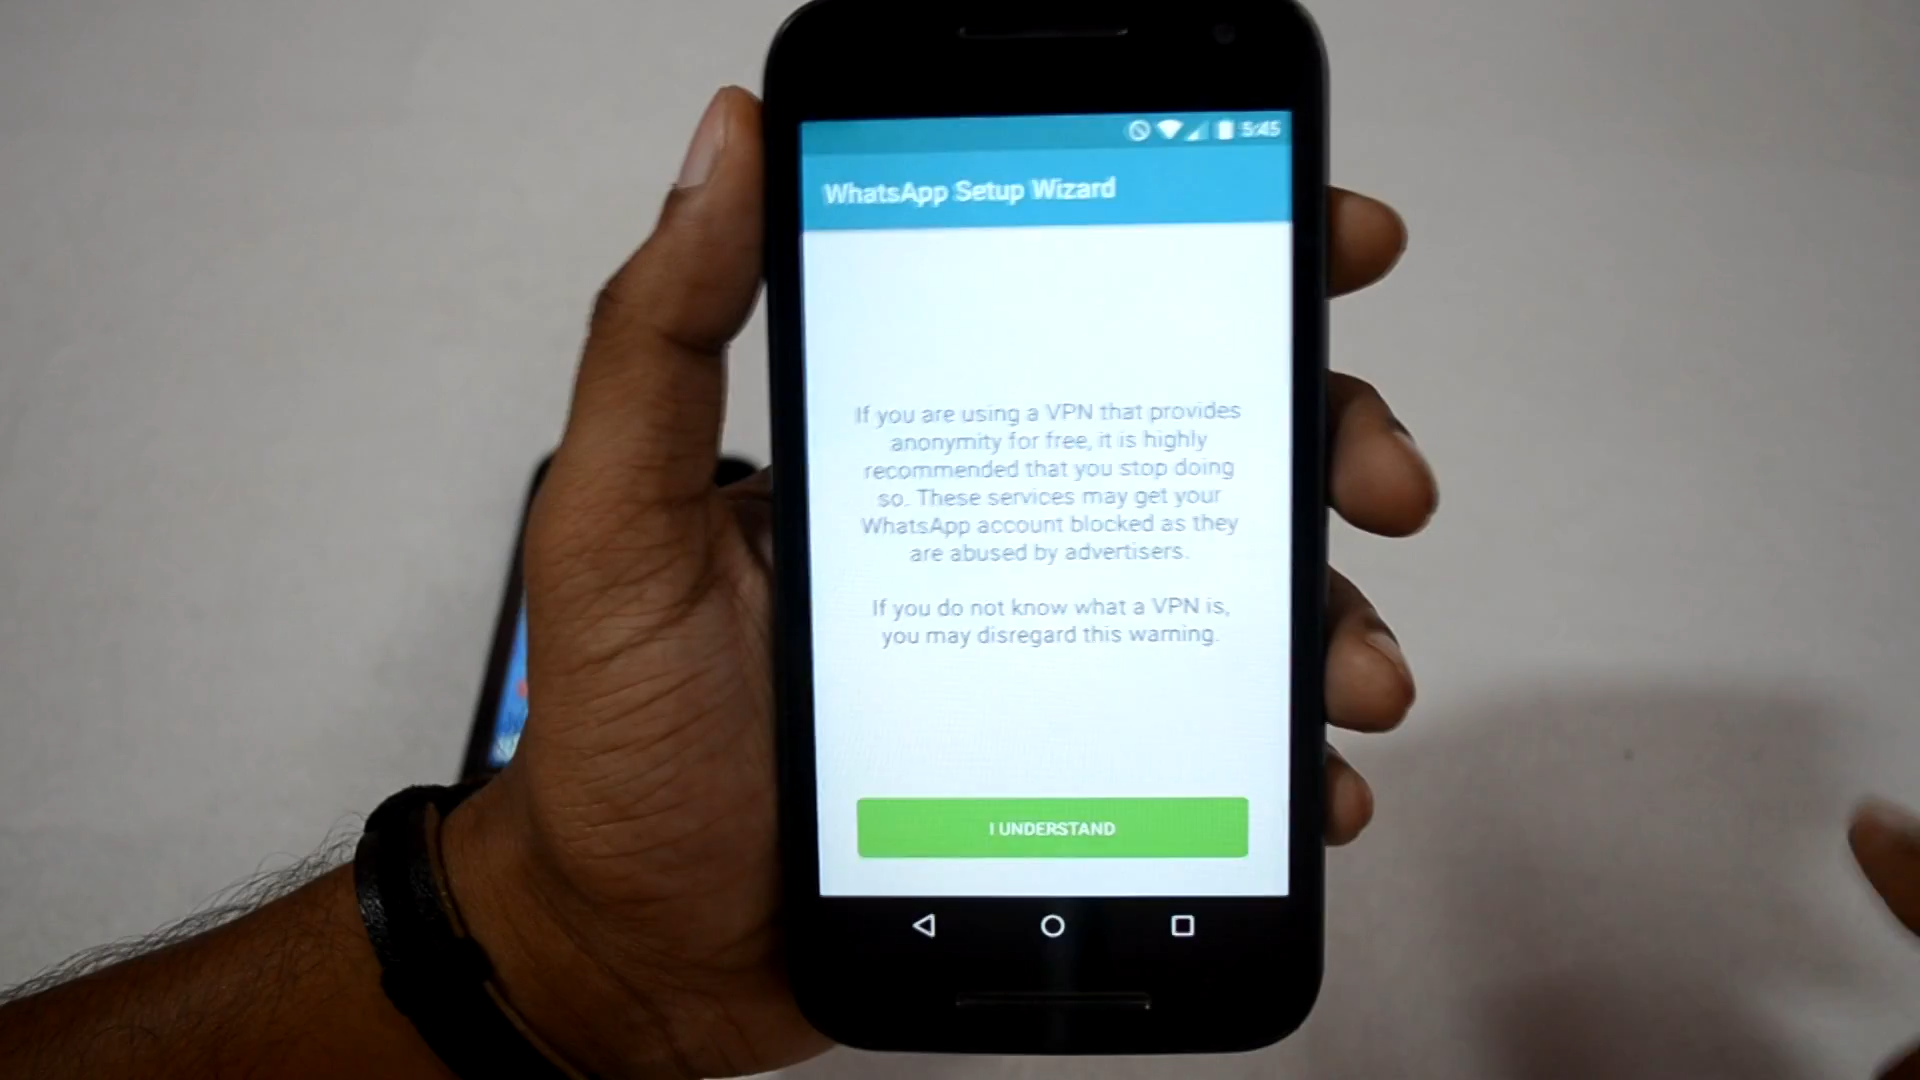 5:45
WhatsApp Setup Wizard
If you are using a VPN that provides
anonymity for free, it is highly
recommended that you stop doing
so. These services may get your
WhatsApp account blocked as they
are abused by advertisers.
If you do not know what a VPN is,
you may disregard this warning.
I UNDERSTAND